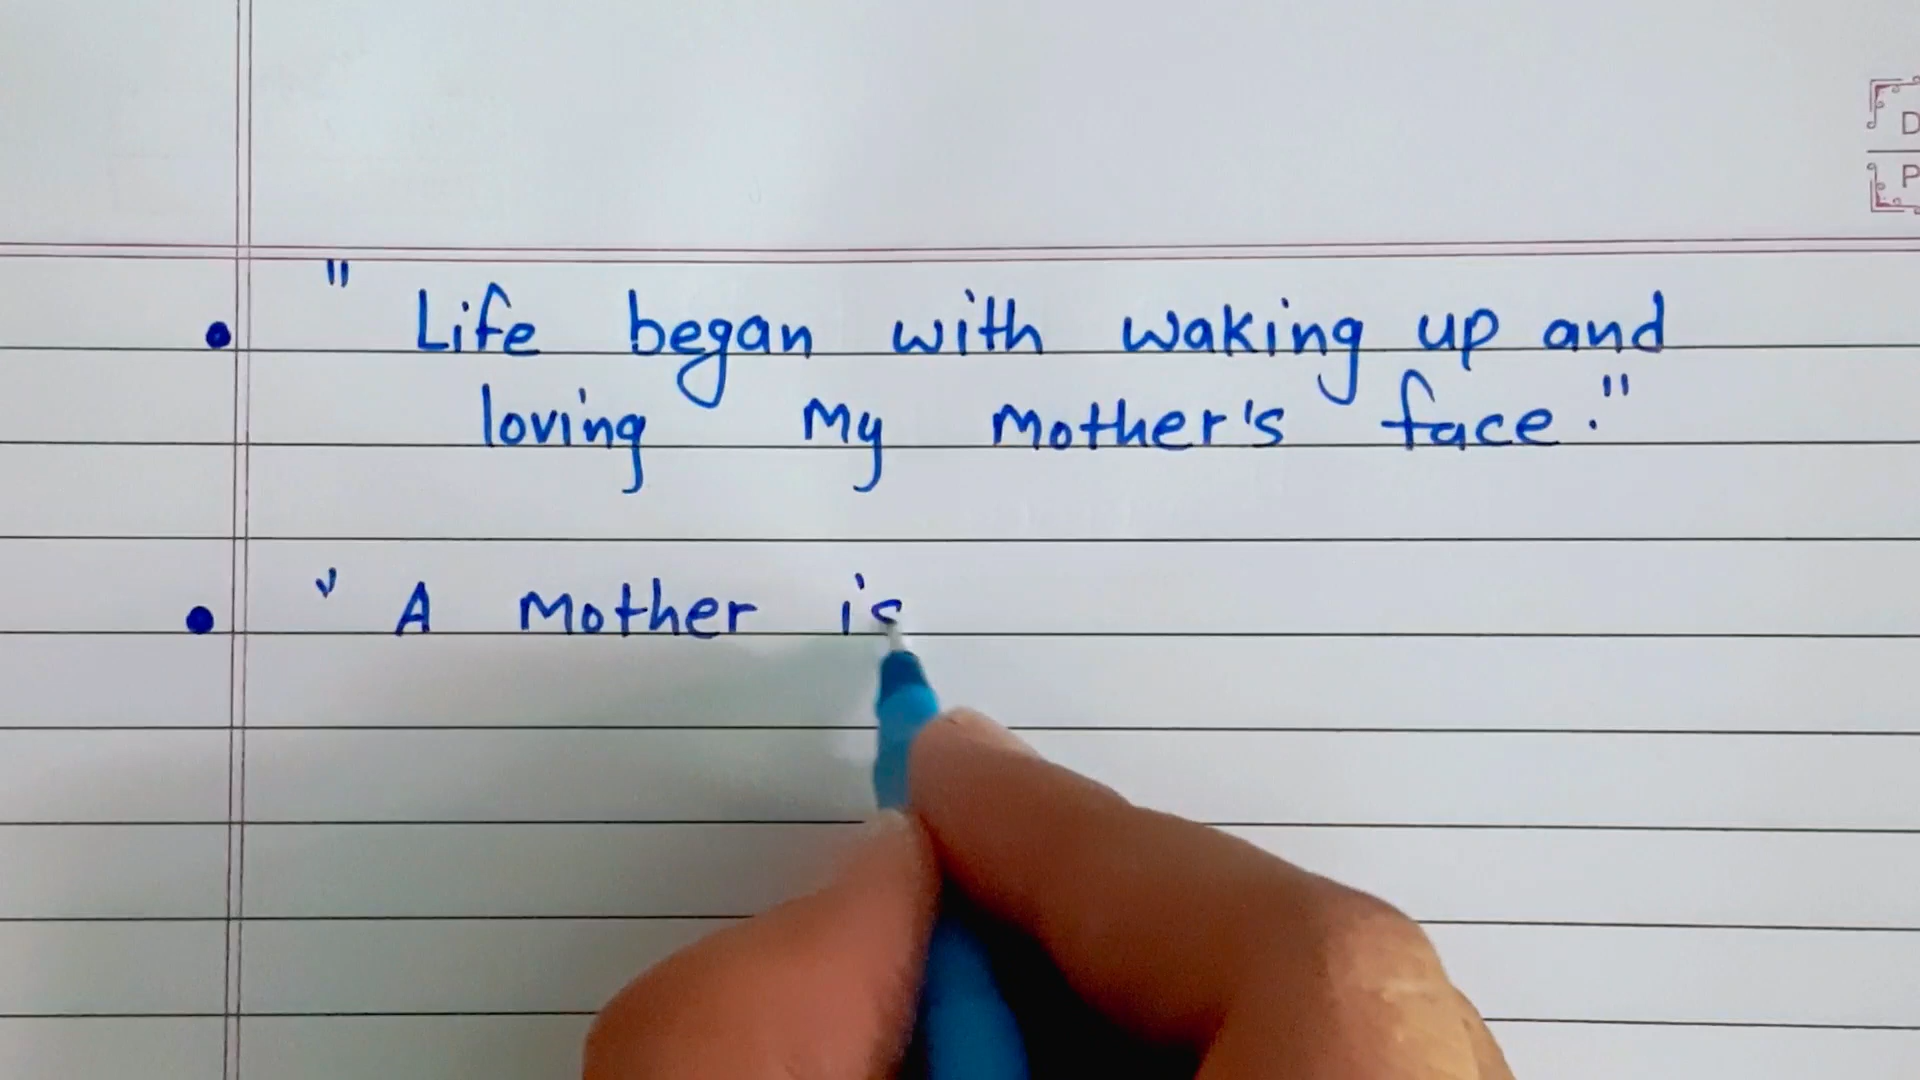 D
P
" Life began with waking up and
loving My Mother's face."
" A Mother is